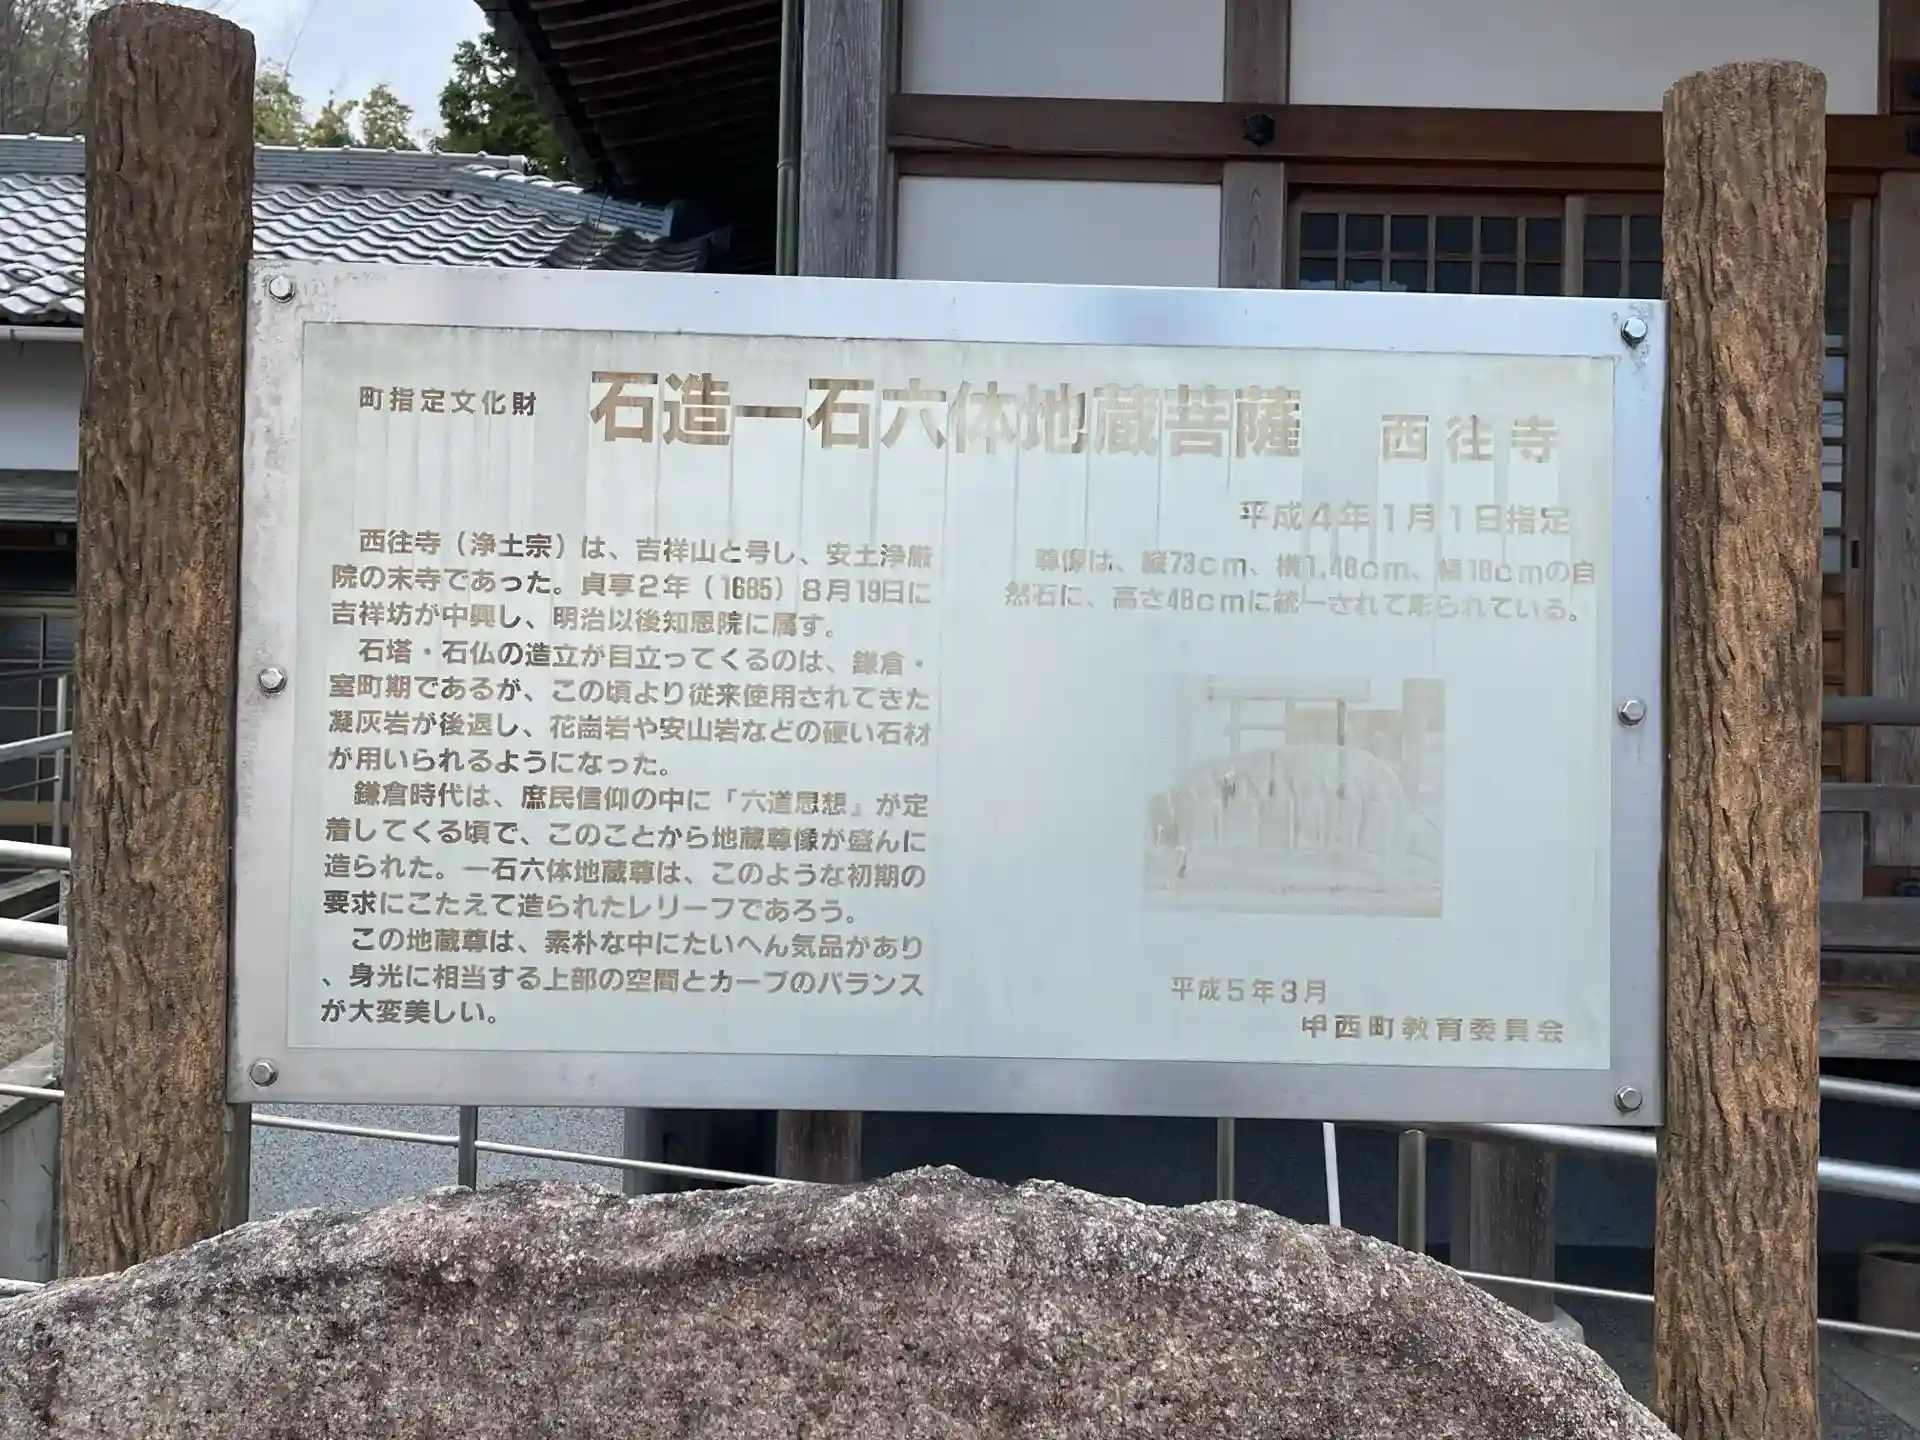 町指定文化財 石造一石六体地蔵菩薩 西往寺
平成4年1月1日指定
西往寺（浄土宗）は、吉祥山と号し、安土浄厳
院の末寺であった。貞享2年（1685）8月19日に
吉祥坊が中興し、明治以後知恩院に属す。
石塔・石仏の造立が目立ってくるのは、鎌倉・
室町期であるが、この頃より従来使用されてきた
凝灰岩が後退し、花崗岩や安山岩などの硬い石材
が用いられるようになった。
鎌倉時代は、庶民信仰の中に「六道思想」が定
着してくる頃で、このことから地蔵尊像が盛んに
造られた。一石六体地蔵尊は、このような初期の
要求にこたえて造られたレリーフであろう。
この地蔵尊は、素朴な中にたいへん気品があり
、身光に相当する上部の空間とカーブのバランス
が大変美しい。
尊像は、縦73cm、横1.48cm、幅18cmの自
然石に、高さ48cmに統一されて彫られている。
平成5年3月
甲西町教育委員会